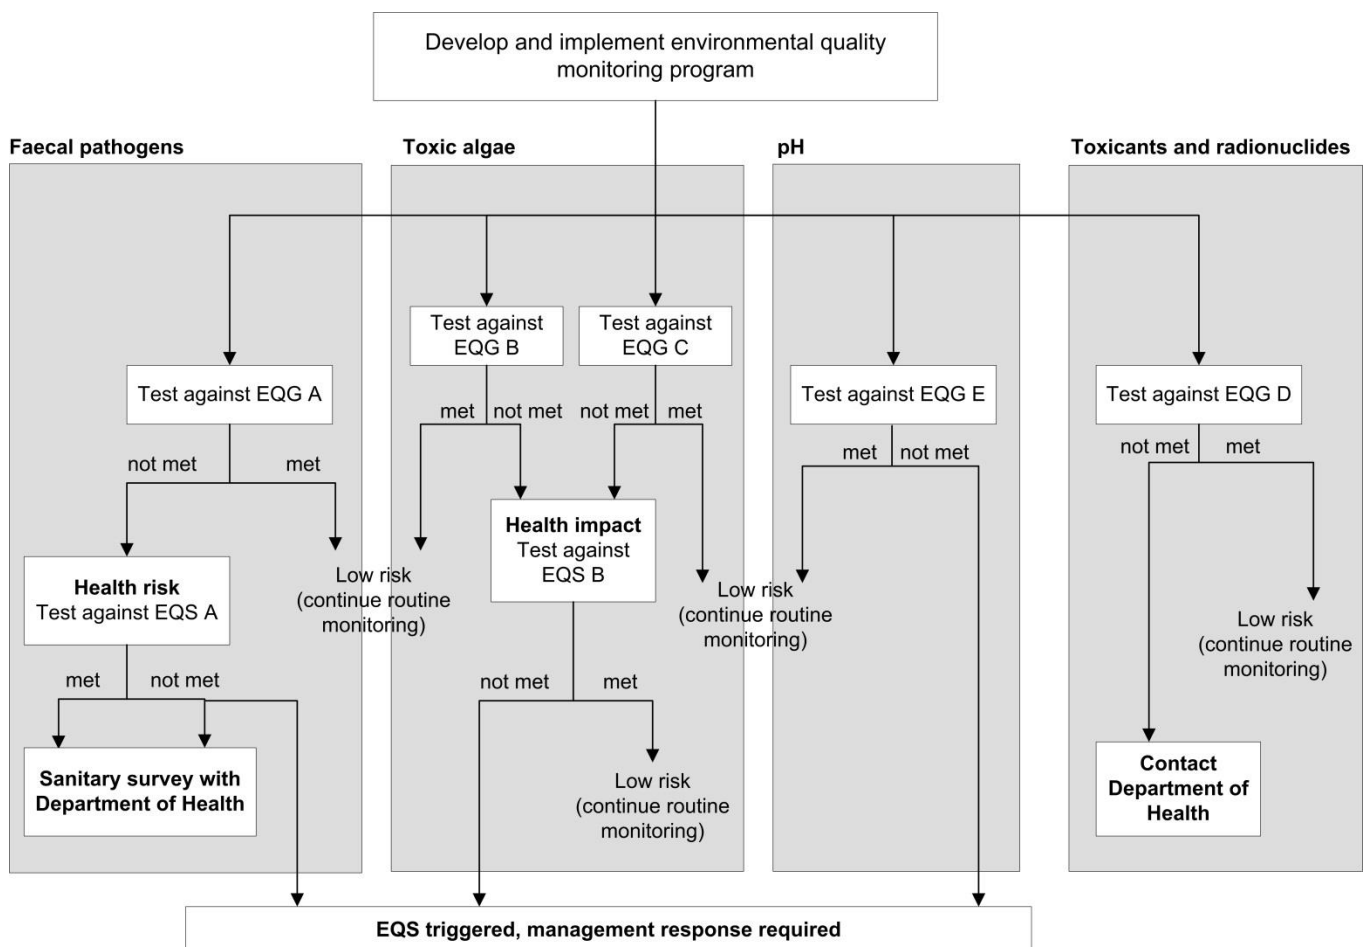 Develop and implement environmental quality
monitoring program
Faecal pathogens
Toxic algae
pH
Toxicants and radionuclides
Test against EQG A
not met
met
Health risk
Test against EQS A
met
not met
Sanitary survey with
Department of Health
Low risk
(continue routine
monitoring)
Test against
EQG B
met
not met
Test against
EQG C
not met
met
Health impact
Test against
EQS B
not met
met
Low risk
(continue routine
monitoring)
Low risk
(continue routine
monitoring)
Test against EQG E
met
not met
Test against EQG D
not met
met
Low risk
(continue routine
monitoring)
Contact
Department of
Health
EQS triggered, management response required